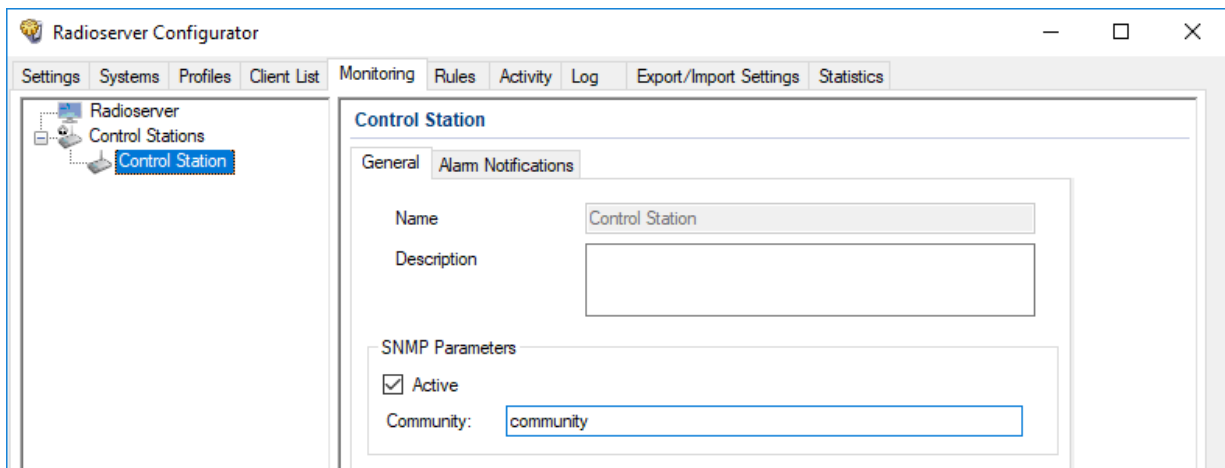 Radioserver Configurator
Settings Systems Profiles Client List Monitoring Rules Activity Log Export/Import Settings Statistics
Radioserver
Control Stations
Control Station
Control Station
General Alarm Notifications
Name Control Station
Description
SNMP Parameters
Active
Community: community